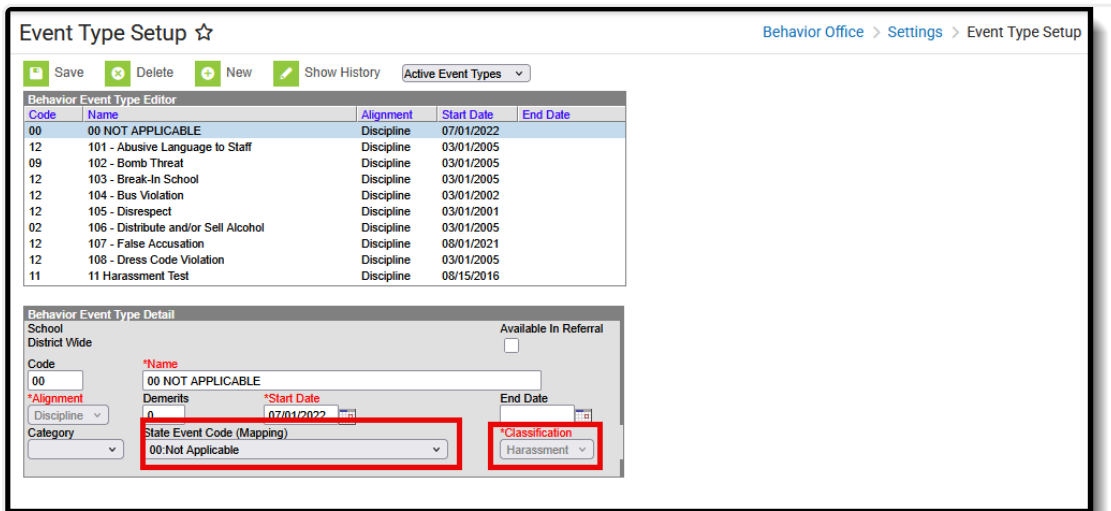 Event Type Setup
Behavior Office > Settings > Event Type Setup
Save Delete New Show History Active Event Types
Behavior Event Type Editor
Code Name Alignment Start Date End Date
00 00 NOT APPLICABLE Discipline 07/01/2022
12 101 - Abusive Language to Staff Discipline 03/01/2005
09 102 - Bomb Threat Discipline 03/01/2005
12 103 - Break-In School Discipline 03/01/2005
12 104 - Bus Violation Discipline 03/01/2002
12 105 - Disrespect Discipline 03/01/2001
02 106 - Distribute and/or Sell Alcohol Discipline 03/01/2005
12 107 - False Accusation Discipline 08/01/2021
12 108 - Dress Code Violation Discipline 03/01/2005
11 11 Harassment Test Discipline 08/15/2016
Behavior Event Type Detail
School Available In Referral
District Wide
Code *Name
00 00 NOT APPLICABLE
*Alignment Demerits *Start Date End Date
Discipline 0 07/01/2022
Category State Event Code (Mapping) *Classification
00:Not Applicable Harassment